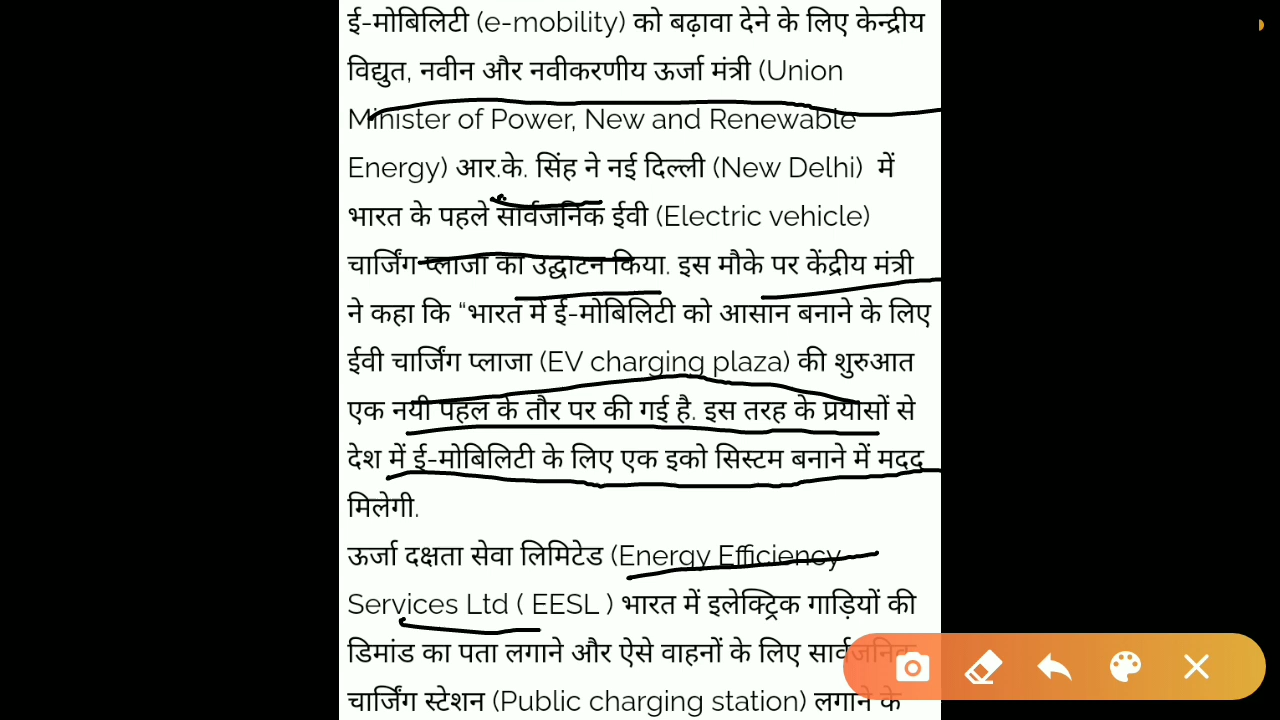 ई-मोबिलिटी (e-mobility) को बढ़ावा देने के लिए केन्द्रीय
विद्युत, नवीन और नवीकरणीय ऊर्जा मंत्री (Union
Minister of Power, New and Renewable
Energy) आर.के. सिंह ने नई दिल्ली (New Delhi) में
भारत के पहले सार्वजनिक ईवी (Electric vehicle)
चार्जिंग प्लाजा का उद्घाटन किया. इस मौके पर केंद्रीय मंत्री
ने कहा कि “भारत में ई-मोबिलिटी को आसान बनाने के लिए
ईवी चार्जिंग प्लाजा (EV charging plaza) की शुरुआत
एक नयी पहल के तौर पर की गई है. इस तरह के प्रयासों से
देश में ई-मोबिलिटी के लिए एक इको सिस्टम बनाने में मदद
मिलेगी.
ऊर्जा दक्षता सेवा लिमिटेड (Energy Efficiency
Services Ltd ( EESL ) भारत में इलेक्ट्रिक गाड़ियों की
डिमांड का पता लगाने और ऐसे वाहनों के लिए सार्वजनिक
चार्जिंग स्टेशन (Public charging station) लगाने के